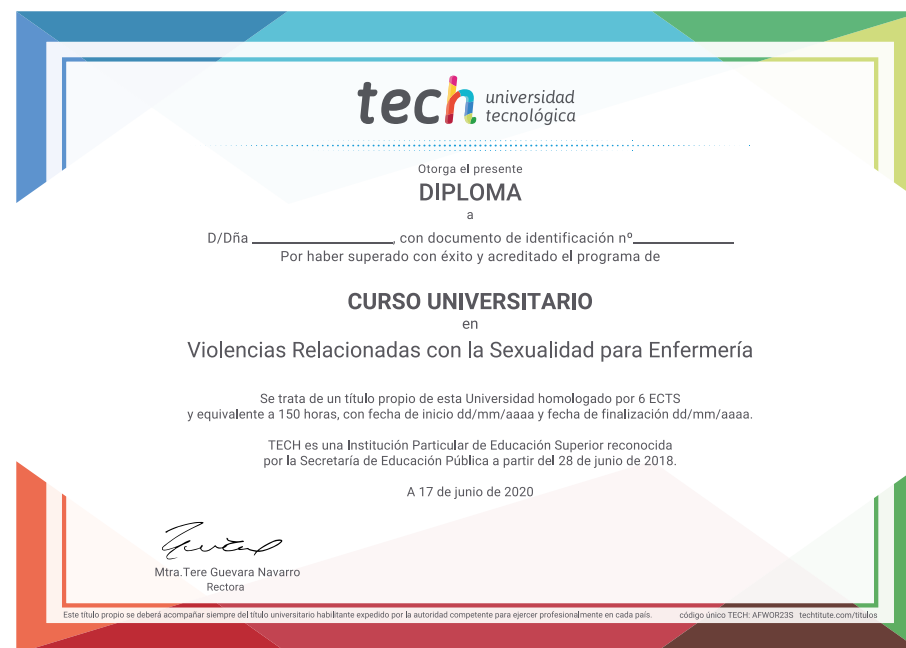 tech universidad
tecnológica
Otorga el presente
DIPLOMA
a
D/Dña ____________________, con documento de identificación nº______________
Por haber superado con éxito y acreditado el programa de
CURSO UNIVERSITARIO
en
Violencias Relacionadas con la Sexualidad para Enfermería
Se trata de un título propio de esta Universidad homologado por 6 ECTS
y equivalente a 150 horas, con fecha de inicio dd/mm/aaaa y fecha de finalización dd/mm/aaaa.
TECH es una Institución Particular de Educación Superior reconocida
por la Secretaría de Educación Pública a partir del 28 de junio de 2018.
A 17 de junio de 2020
Mtra.Tere Guevara Navarro
Rectora
Este título propio se deberá acompañar siempre del título universitario habilitante expedido por la autoridad competente para ejercer profesionalmente en cada país. código único TECH: AFWOR23S techtitute.com/titulos